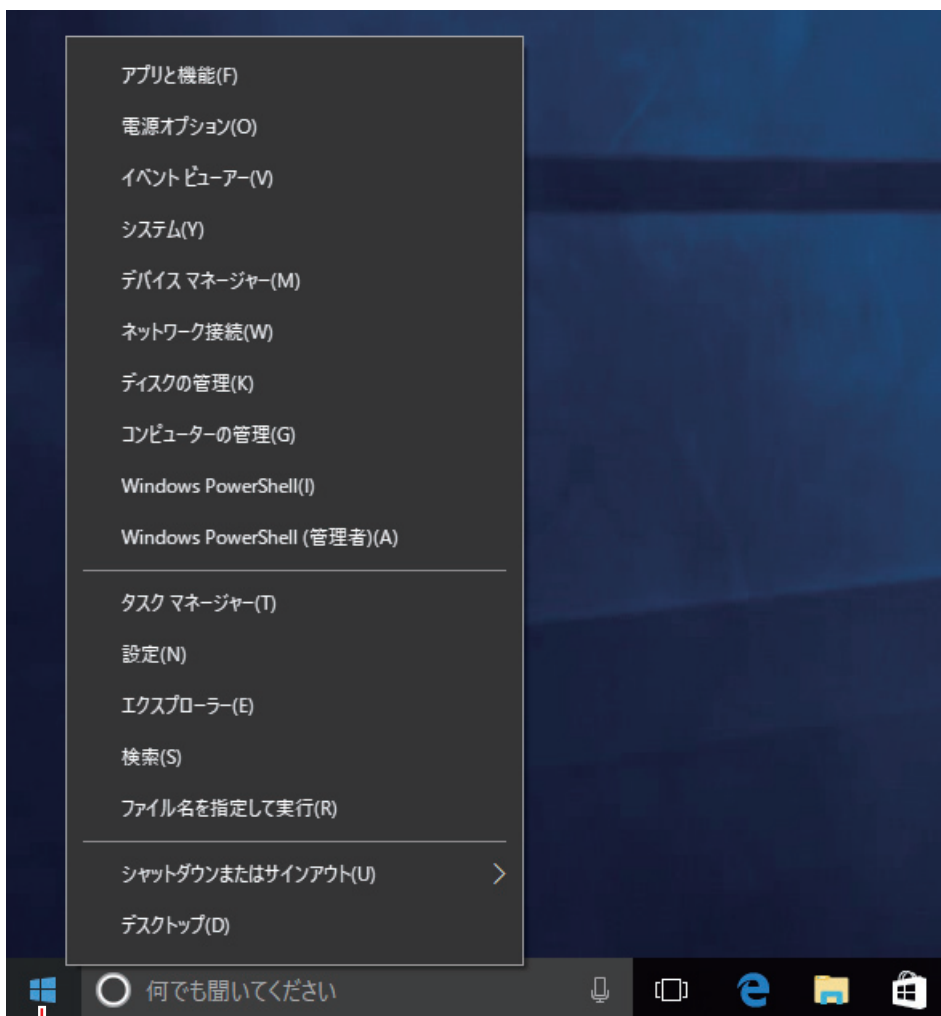 アプリと機能(F)
電源オプション(O)
イベント ビューアー(V)
システム(Y)
デバイス マネージャー(M)
ネットワーク接続(W)
ディスクの管理(K)
コンピューターの管理(G)
Windows PowerShell(I)
Windows PowerShell (管理者)(A)
タスク マネージャー(T)
設定(N)
エクスプローラー(E)
検索(S)
ファイル名を指定して実行(R)
シャットダウンまたはサインアウト(U)
デスクトップ(D)
何でも聞いてください